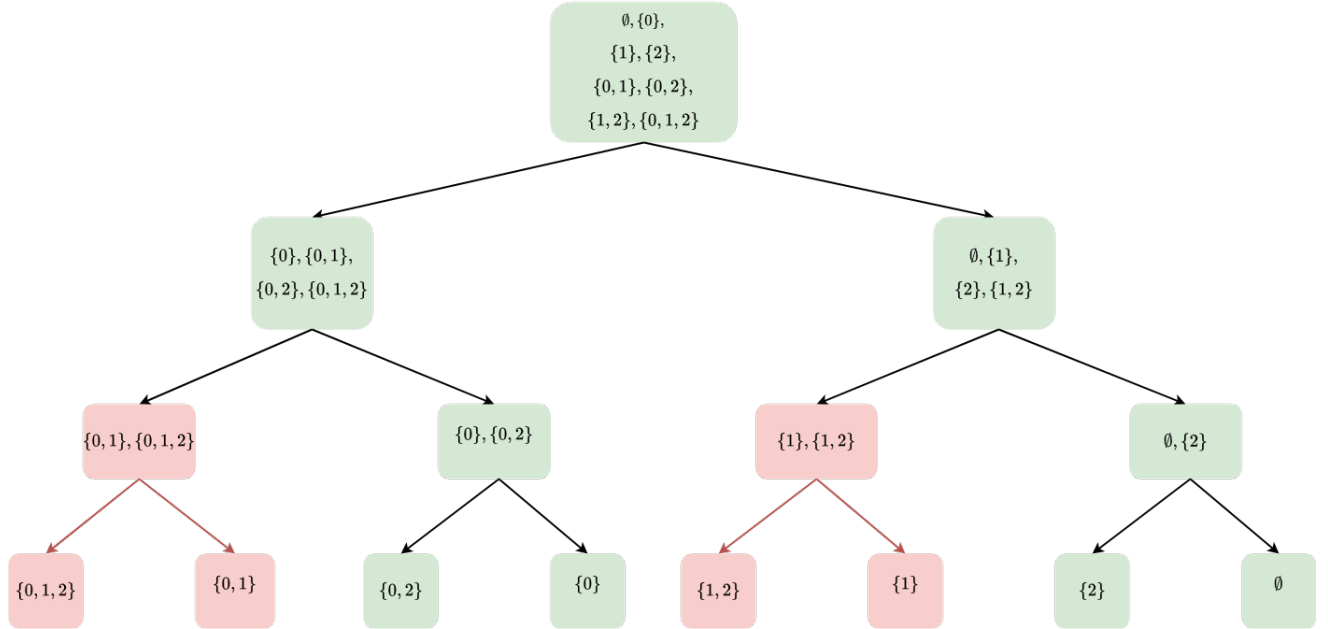 ∅, {0},
{1}, {2},
{0, 1}, {0, 2},
{1, 2}, {0, 1, 2}
{0}, {0, 1},
{0, 2}, {0, 1, 2}
∅, {1},
{2}, {1, 2}
{0, 1}, {0, 1, 2}
{0}, {0, 2}
{1}, {1, 2}
∅, {2}
{0, 1, 2}
{0, 1}
{0, 2}
{0}
{1, 2}
{1}
{2}
∅